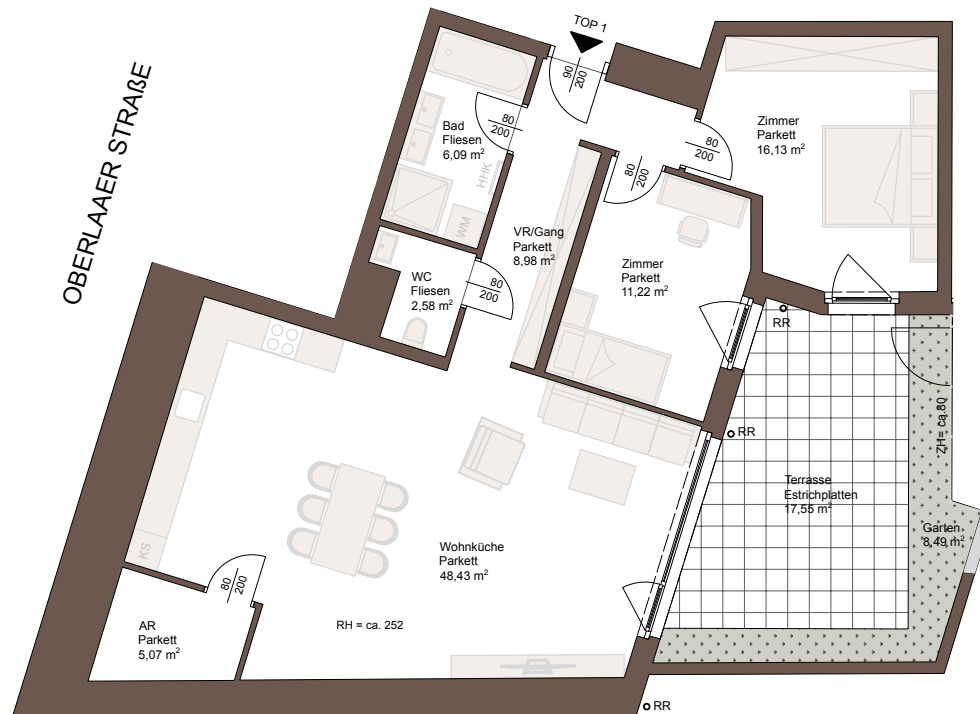 OBERLAAER STRAßE
TOP 1
90
200
Bad
Fliesen
6,09 m²
80
200
HHK
WM
Zimmer
Parkett
16,13 m²
80
200
80
200
VR/Gang
Parkett
8,98 m²
WC
Fliesen
2,58 m²
80
200
Zimmer
Parkett
11,22 m²
RR
RR
ZH= ca.80
Terrasse
Estrichplatten
17,55 m²
Garten
8,49 m²
Wohnküche
Parkett
48,43 m²
KS
80
200
AR
Parkett
5,07 m²
RH = ca. 252
RR